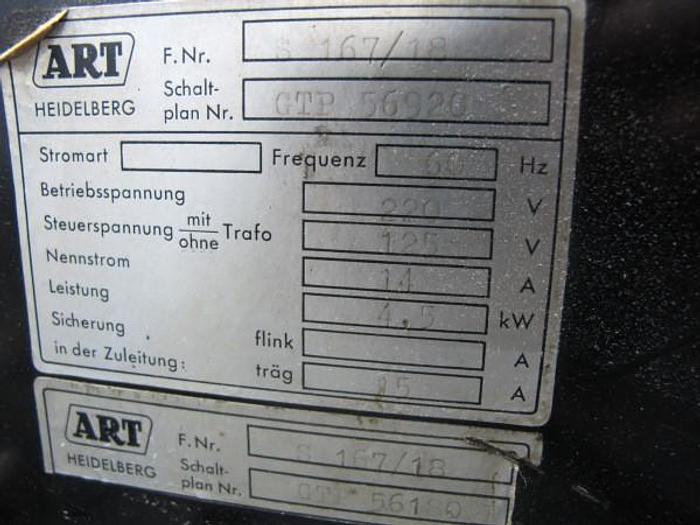 ART
HEIDELBERG
F.Nr. S 167/18
Schalt-
plan Nr. GTP 56920
Stromart Frequenz 60 Hz
Betriebsspannung 220 V
Steuerspannung mit/ohne Trafo 125 V
Nennstrom 14 A
Leistung 4,5 kW
Sicherung
in der Zuleitung: flink A
träg 15 A
ART
HEIDELBERG
F.Nr. S 167/18
Schalt-
plan Nr. GTP 56180